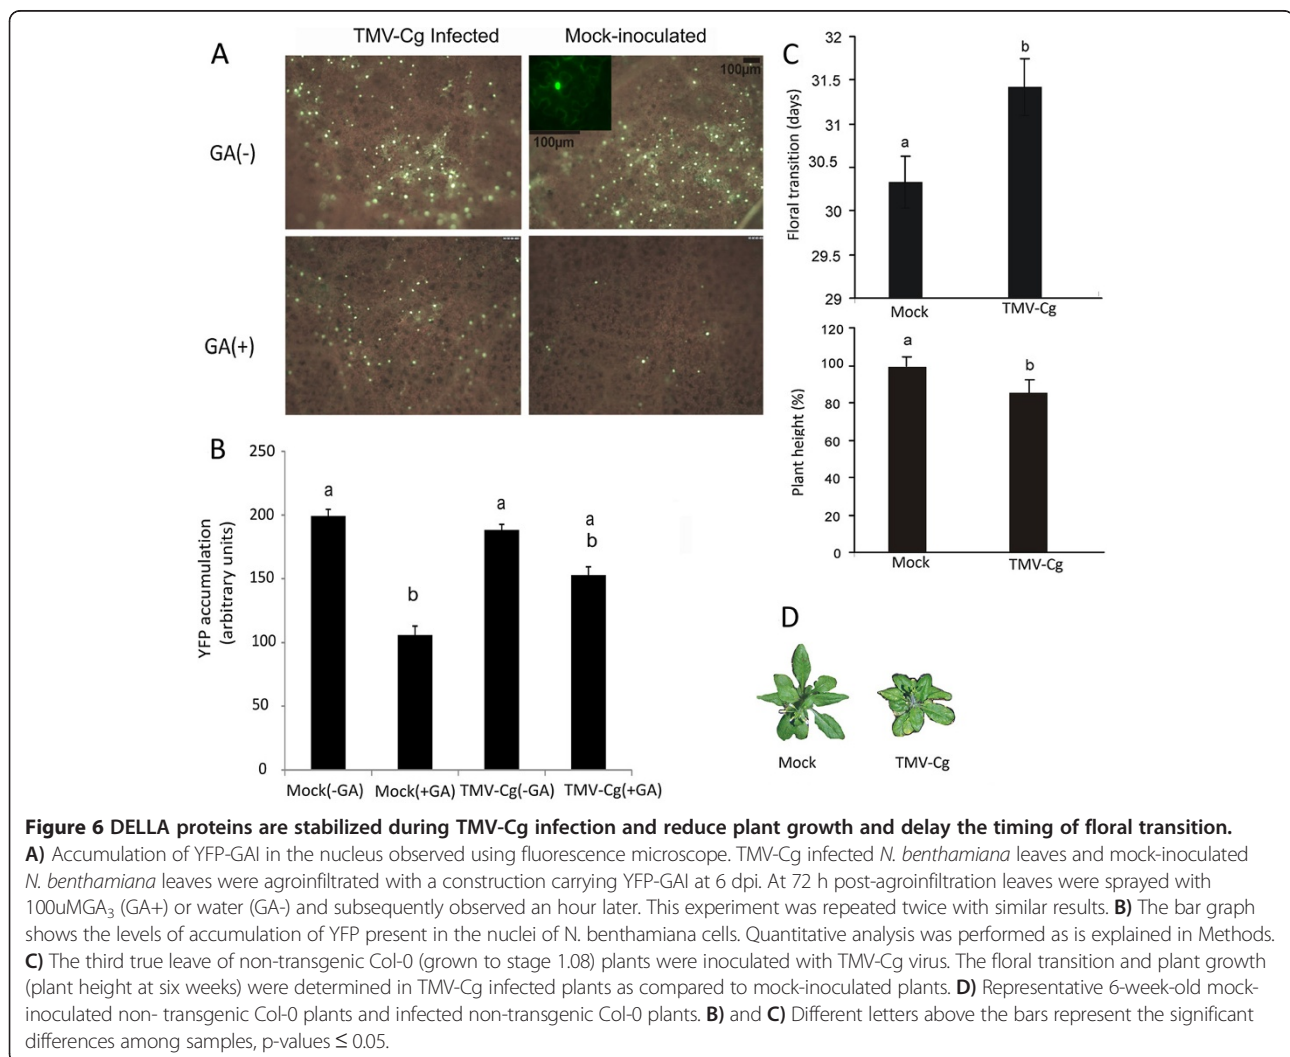 A
TMV-Cg Infected
Mock-inoculated
100μm
100μm
GA(-)
GA(+)
B
YFP accumulation
(arbitrary units)
250
200
150
100
50
0
a
b
a
a
b
Mock(-GA)
Mock(+GA)
TMV-Cg(-GA)
TMV-Cg(+GA)
C
Floral transition (days)
32
31.5
31
30.5
30
29.5
29
a
b
Mock
TMV-Cg
Plant height (%)
120
100
80
60
40
20
0
a
b
Mock
TMV-Cg
D
Mock
TMV-Cg
Figure 6 DELLA proteins are stabilized during TMV-Cg infection and reduce plant growth and delay the timing of floral transition.
A) Accumulation of YFP-GAI in the nucleus observed using fluorescence microscope. TMV-Cg infected N. benthamiana leaves and mock-inoculated
N. benthamiana leaves were agroinfiltrated with a construction carrying YFP-GAI at 6 dpi. At 72 h post-agroinfiltration leaves were sprayed with
100uMGA₃ (GA+) or water (GA-) and subsequently observed an hour later. This experiment was repeated twice with similar results. B) The bar graph
shows the levels of accumulation of YFP present in the nuclei of N. benthamiana cells. Quantitative analysis was performed as is explained in Methods.
C) The third true leave of non-transgenic Col-0 (grown to stage 1.08) plants were inoculated with TMV-Cg virus. The floral transition and plant growth
(plant height at six weeks) were determined in TMV-Cg infected plants as compared to mock-inoculated plants. D) Representative 6-week-old mock-
inoculated non- transgenic Col-0 plants and infected non-transgenic Col-0 plants. B) and C) Different letters above the bars represent the significant
differences among samples, p-values ≤ 0.05.